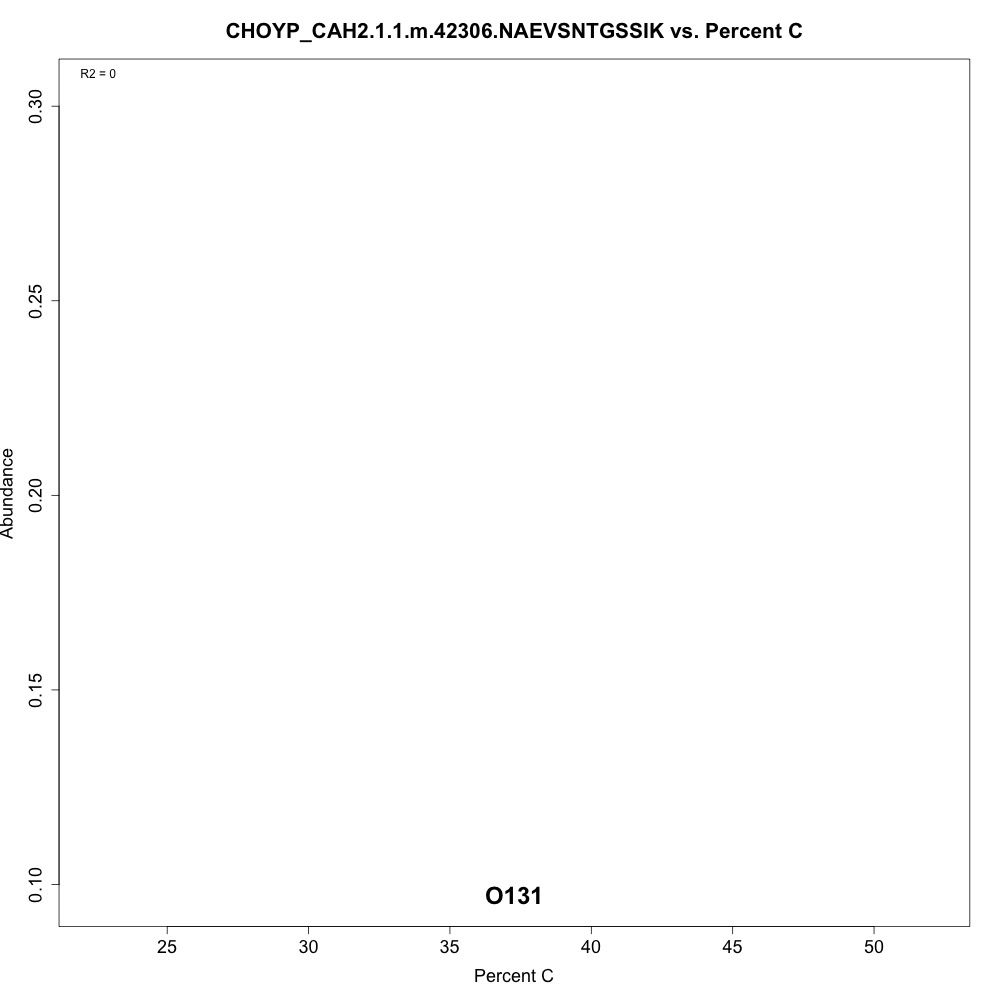 CHOYP_CAH2.1.1.m.42306.NAEVSNTGSSIK vs. Percent C
R2 = 0
0.30
0.25
0.20
0.15
0.10
Abundance
O131
25 30 35 40 45 50
Percent C